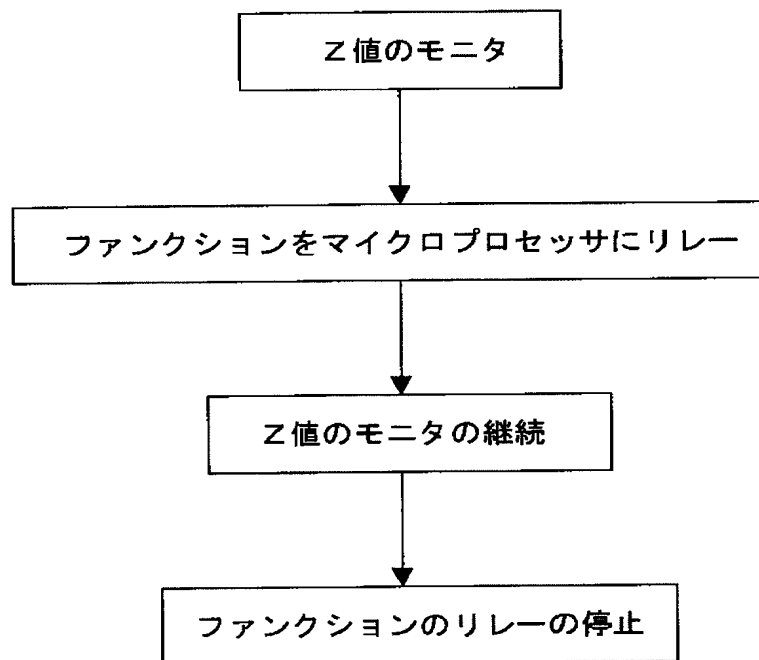 Z値のモニタ
ファンクションをマイクロプロセッサにリレー
Z値のモニタの継続
ファンクションのリレーの停止